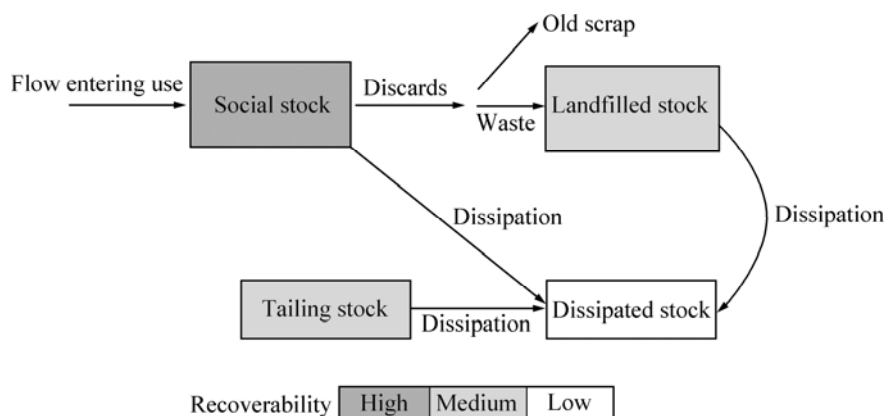 Old scrap
Flow entering use
Social stock
Discards
Waste
Landfilled stock
Dissipation
Dissipation
Tailing stock
Dissipation
Dissipated stock
Recoverability High Medium Low